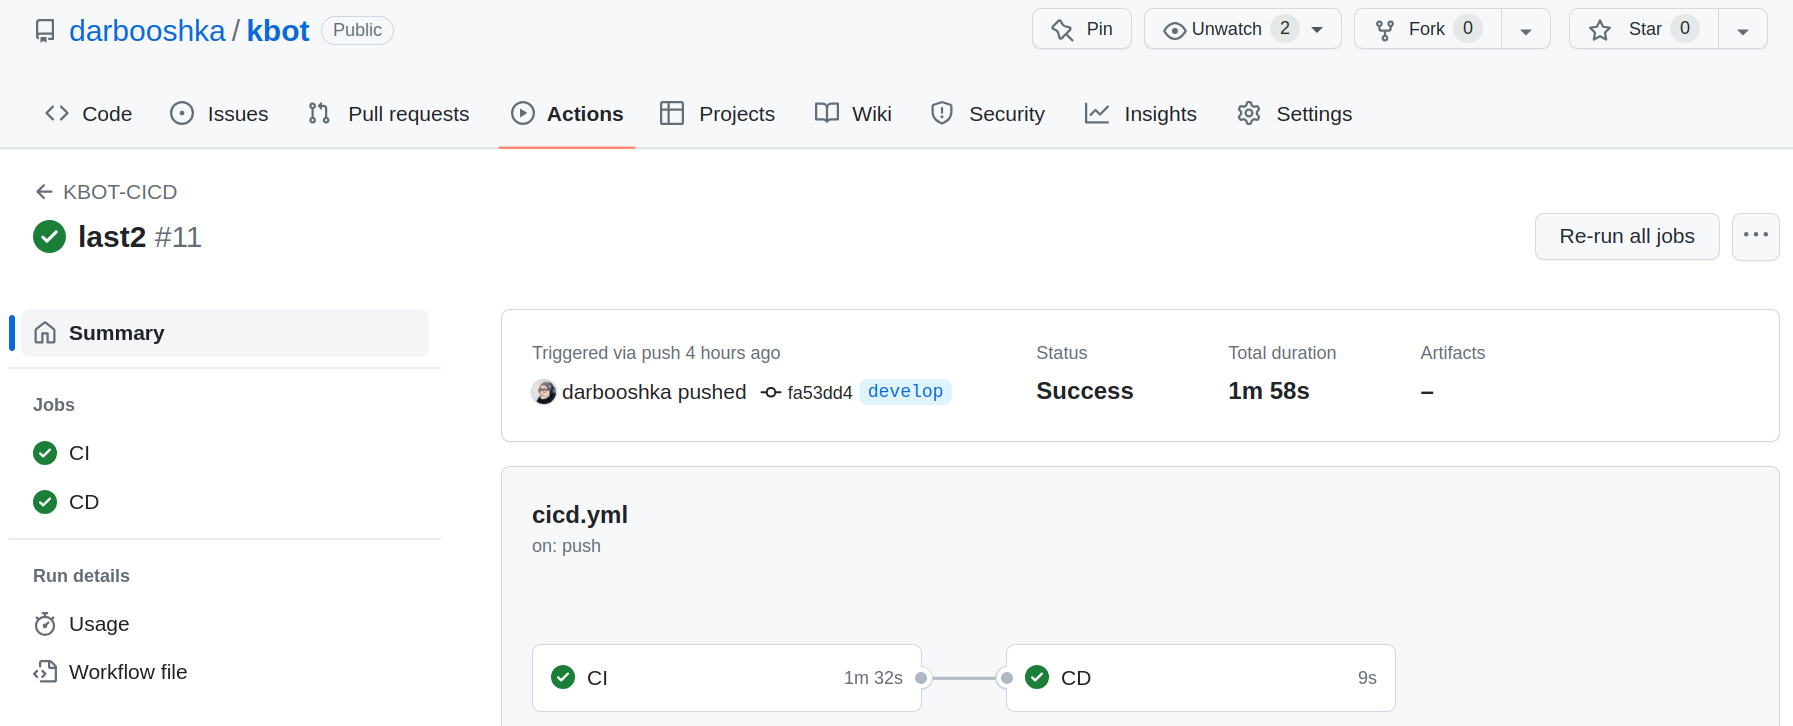 darbooshka / kbot Public Pin Unwatch 2 Fork 0 Star 0
Code Issues Pull requests Actions Projects Wiki Security Insights Settings
KBOT-CICD
last2 #11
Re-run all jobs
Summary
Jobs
CI
CD
Run details
Usage
Workflow file
Triggered via push 4 hours ago
darbooshka pushed fa53dd4 develop
Status
Success
Total duration
1m 58s
Artifacts
–
cicd.yml
on: push
CI 1m 32s
CD 9s